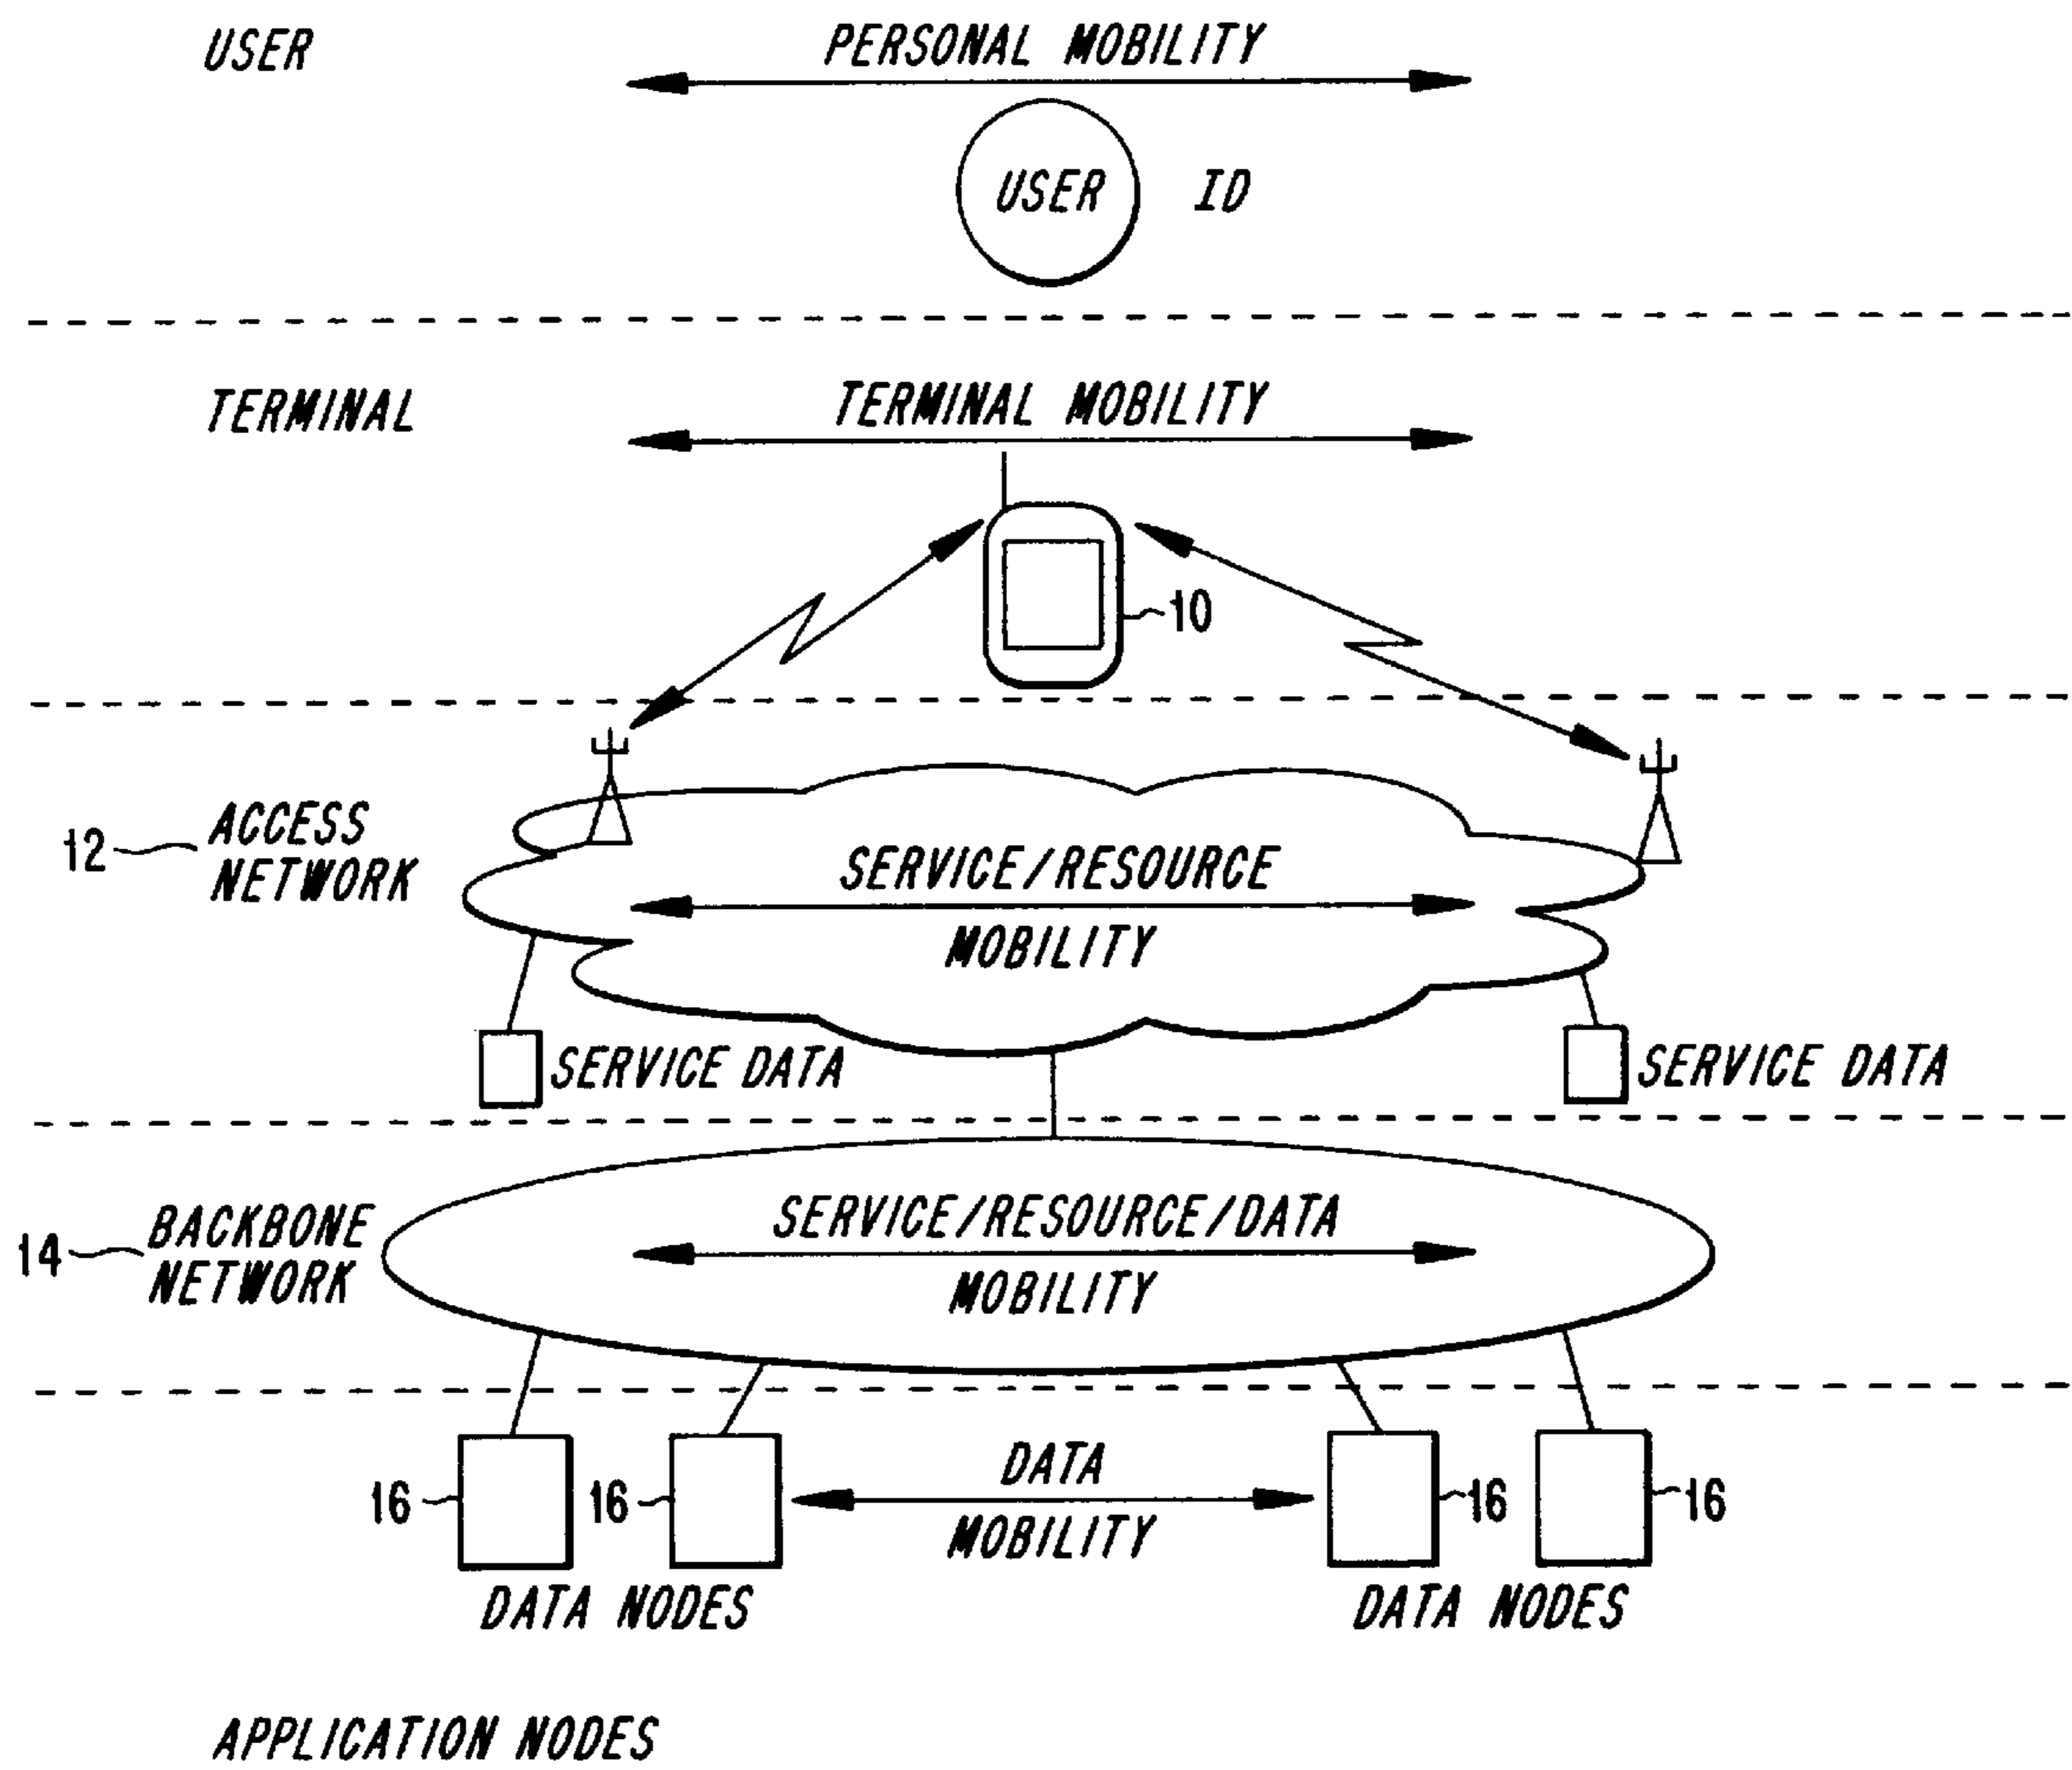 USER
PERSONAL MOBILITY
USER
ID
TERMINAL
TERMINAL MOBILITY
10
12
ACCESS
NETWORK
SERVICE/RESOURCE
MOBILITY
SERVICE DATA
SERVICE DATA
14
BACKBONE
NETWORK
SERVICE/RESOURCE/DATA
MOBILITY
16
16
DATA
MOBILITY
16
16
DATA NODES
DATA NODES
APPLICATION NODES